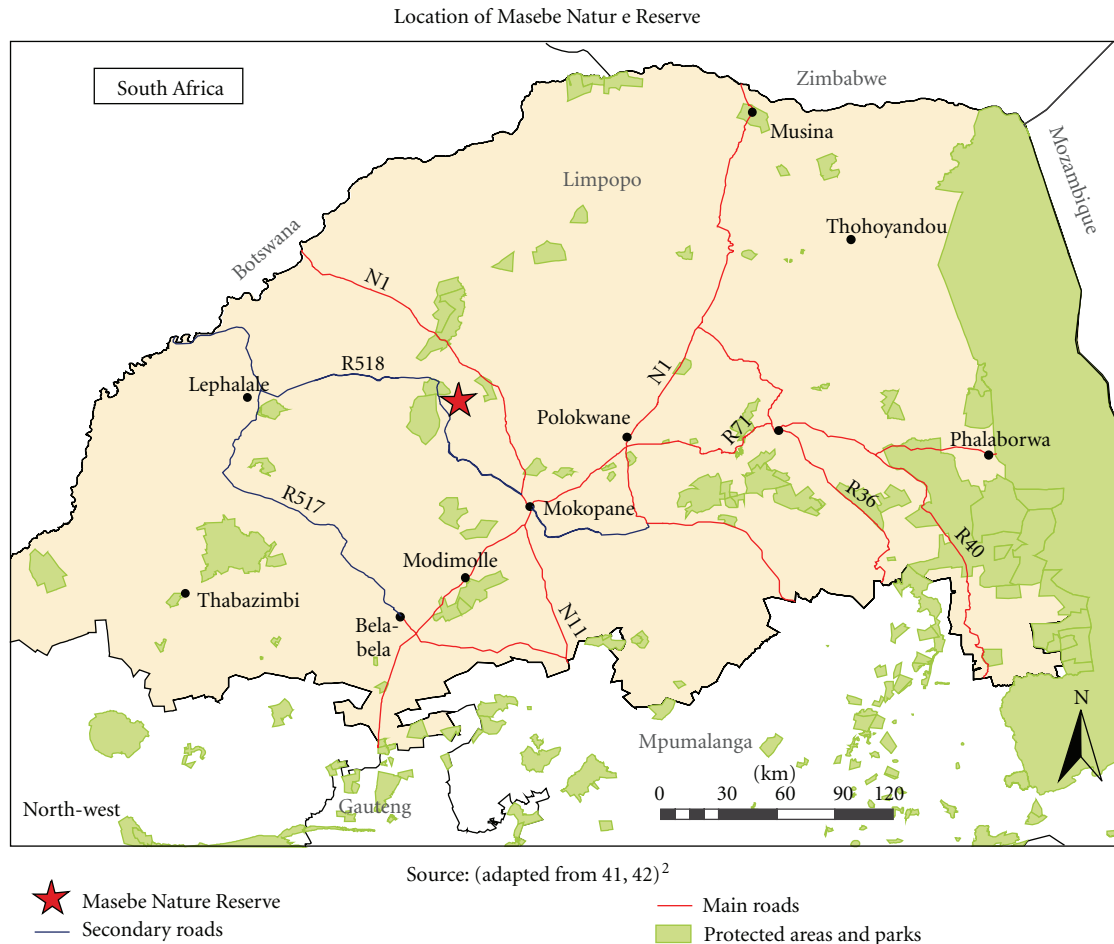 Location of Masebe Natur e Reserve
South Africa
Zimbabwe
Musina
Mozambique
Limpopo
Thohoyandou
Botswana
N1
R518
Lephalale
N1
Polokwane
R71
Phalaborwa
R517
R36
Mokopane
R40
Modimolle
Thabazimbi
Bela-
bela
N11
N
Mpumalanga
(km)
0 30 60 90 120
Gauteng
North-west
Source: (adapted from 41, 42)2
Masebe Nature Reserve
Secondary roads
Main roads
Protected areas and parks